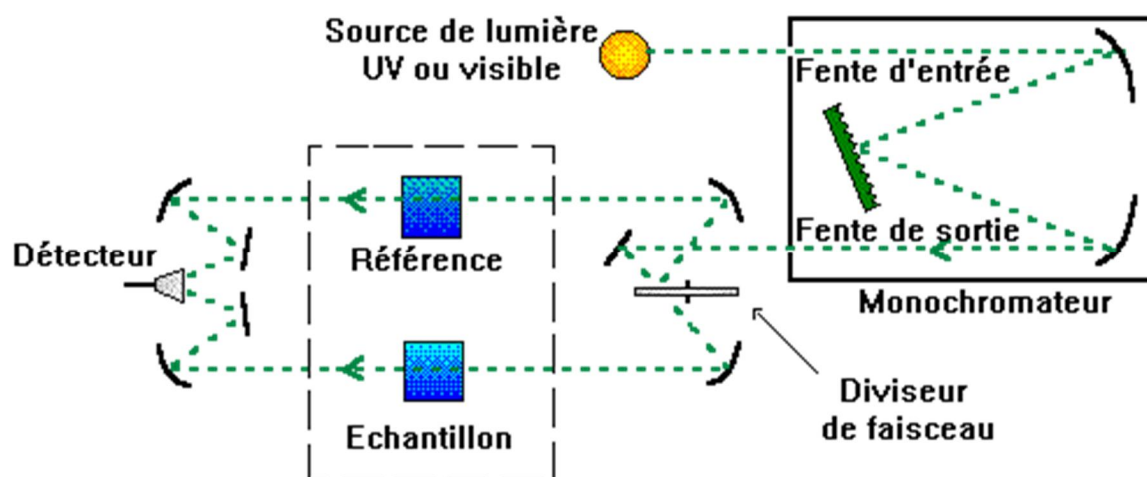 Source de lumière
UV ou visible
Fente d'entrée
Fente de sortie
Monochromateur
Détecteur
Référence
Echantillon
Diviseur
de faisceau